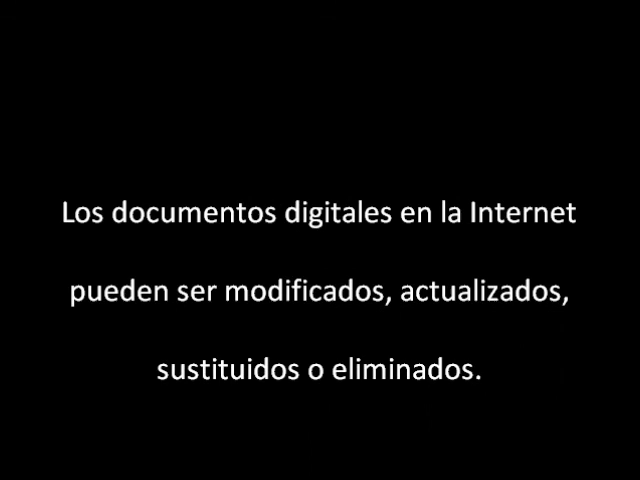 Los documentos digitales en la Internet
pueden ser modificados, actualizados,
sustituidos o eliminados.